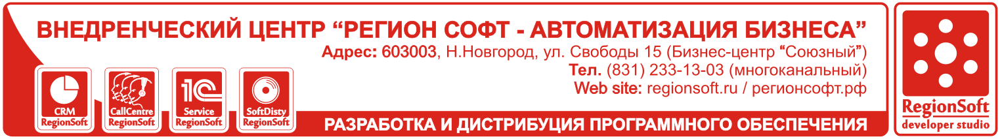 ВНЕДРЕНЧЕСКИЙ ЦЕНТР “РЕГИОН СОФТ - АВТОМАТИЗАЦИЯ БИЗНЕСА”
Адрес: 603003, Н.Новгород, ул. Свободы 15 (Бизнес-центр “Союзный”)
Тел. (831) 233-13-03 (многоканальный)
Web site: regionsoft.ru / регионсофт.рф
CRM
RegionSoft
CallCentre
RegionSoft
1С
Service
RegionSoft
SoftDisty
RegionSoft
РАЗРАБОТКА И ДИСТРИБУЦИЯ ПРОГРАММНОГО ОБЕСПЕЧЕНИЯ
RegionSoft
developer studio